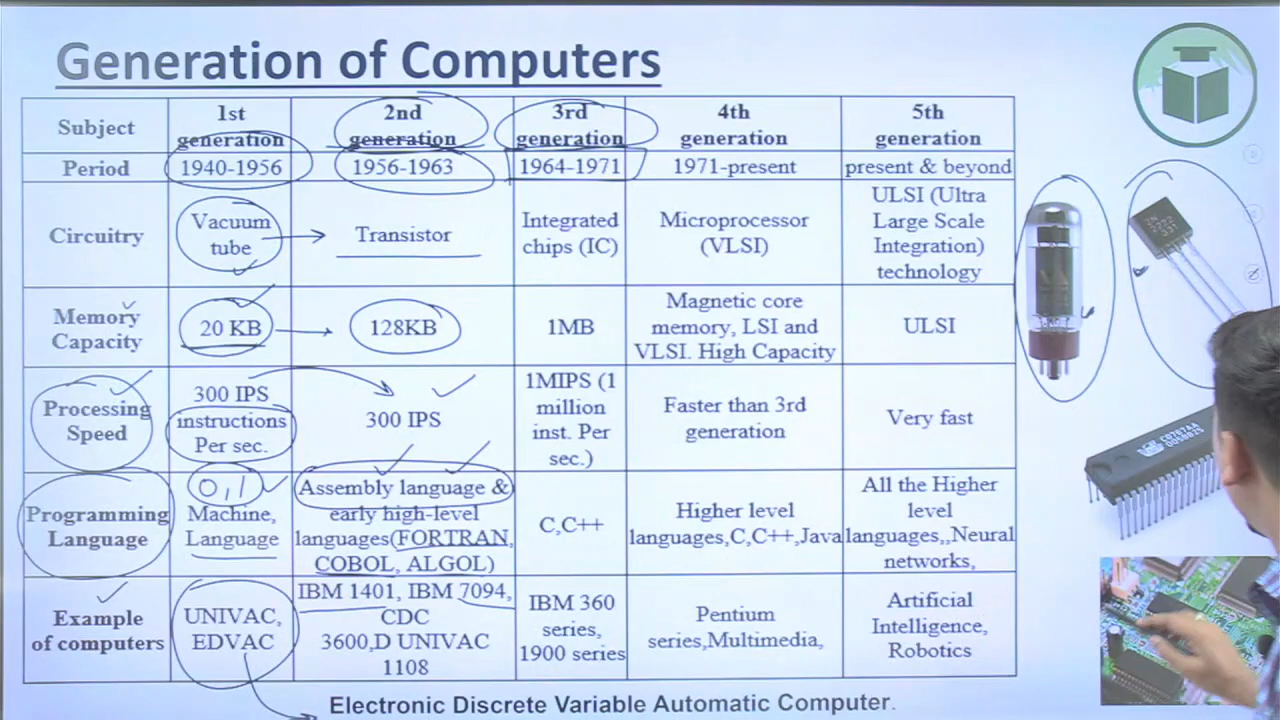 Generation of Computers
Subject
1st
generation
2nd
generation
3rd
generation
4th
generation
5th
generation
Period
1940-1956
1956-1963
1964-1971
1971-present
present & beyond
Circuitry
Vacuum
tube
Transistor
Integrated
chips (IC)
Microprocessor
(VLSI)
ULSI (Ultra
Large Scale
Integration)
technology
Memory
Capacity
20 KB
128KB
1MB
Magnetic core
memory, LSI and
VLSI. High Capacity
ULSI
Processing
Speed
300 IPS
instructions
Per sec.
300 IPS
1MIPS (1
million
inst. Per
sec.)
Faster than 3rd
generation
Very fast
Programming
Language
0,1
Machine,
Language
Assembly language &
early high-level
languages(FORTRAN,
COBOL, ALGOL)
C,C++
Higher level
languages,C,C++,Java
All the Higher
level
languages,,Neural
networks,
Example
of computers
UNIVAC,
EDVAC
IBM 1401, IBM 7094,
CDC
3600,D UNIVAC
1108
IBM 360
series,
1900 series
Pentium
series,Multimedia,
Artificial
Intelligence,
Robotics
Electronic Discrete Variable Automatic Computer.